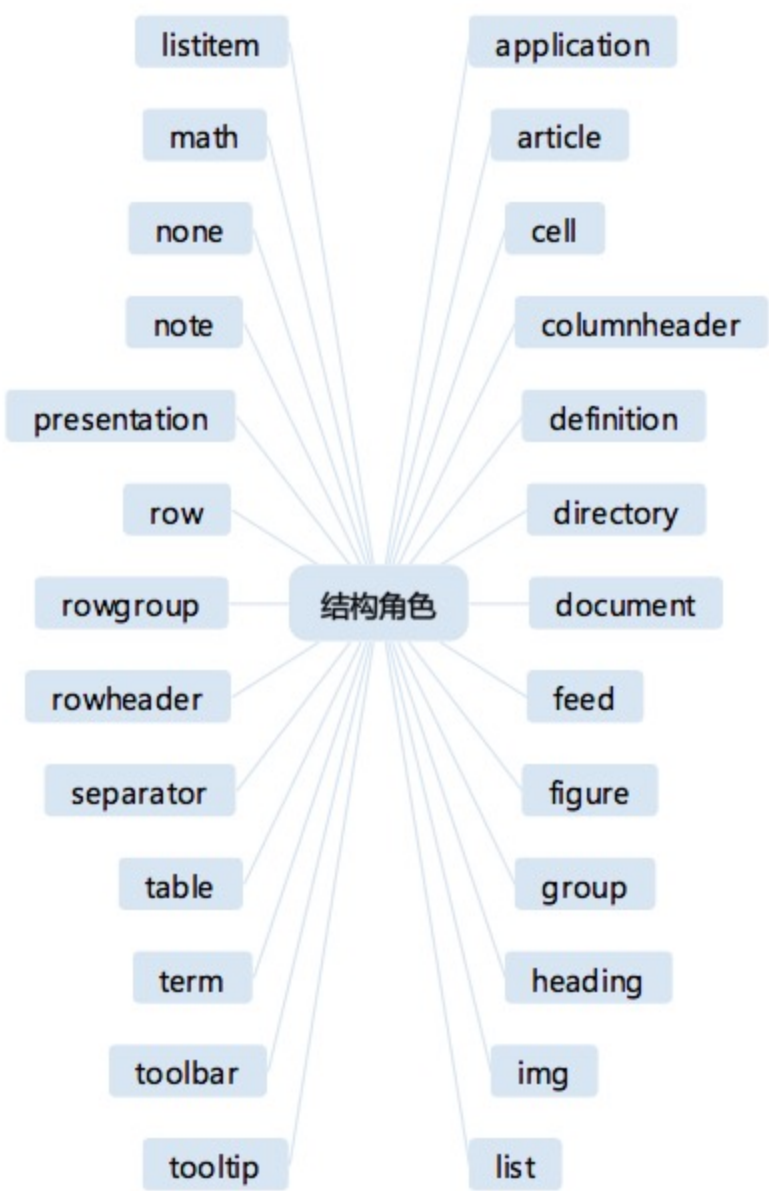 listitem
application
math
article
none
cell
note
columnheader
presentation
definition
row
directory
rowgroup
结构角色
document
rowheader
feed
separator
figure
table
group
term
heading
toolbar
img
tooltip
list